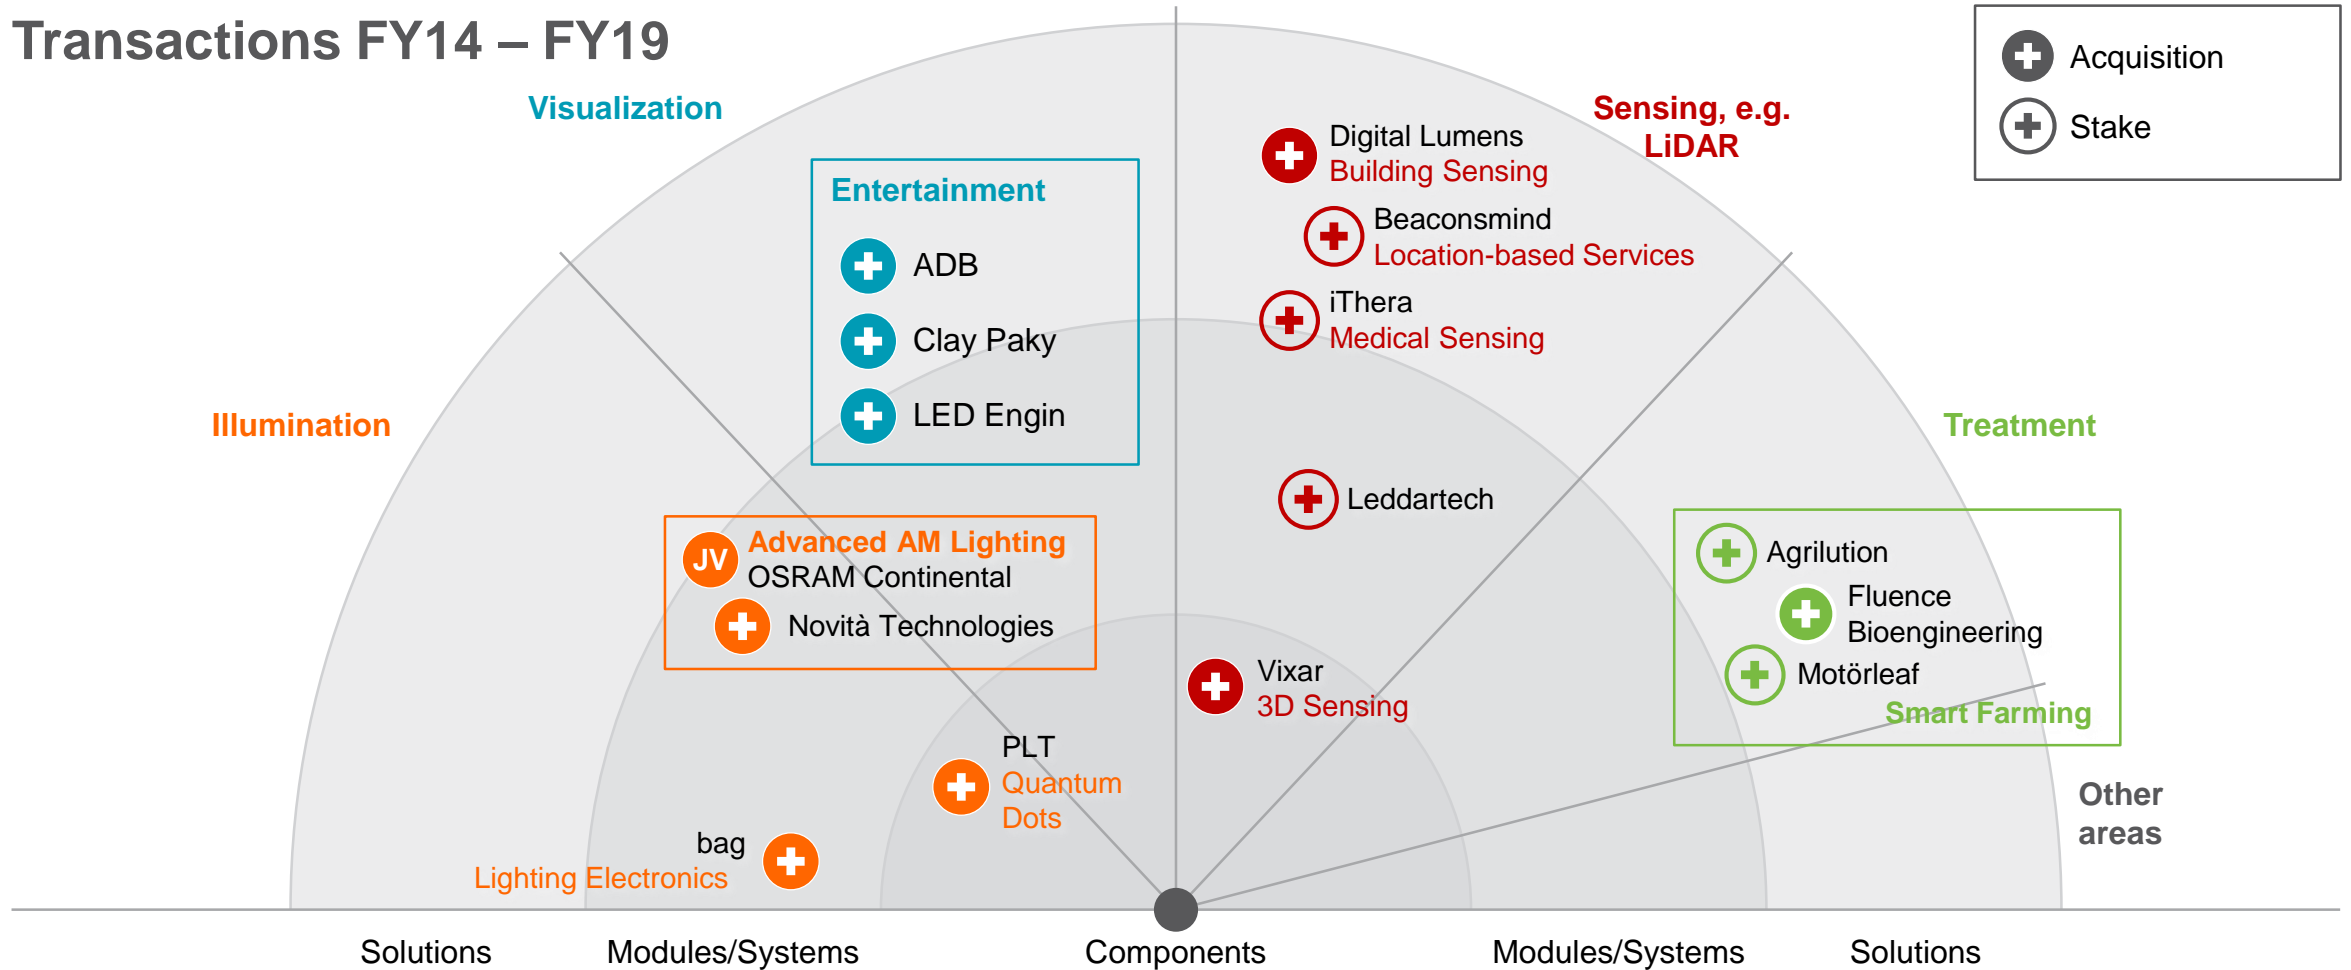 Transactions FY14 – FY19
Acquisition
Stake
Visualization
Sensing, e.g.
LiDAR
Illumination
Treatment
Other
areas
Entertainment
ADB
Clay Paky
LED Engin
Digital Lumens
Building Sensing
Beaconsmind
Location-based Services
iThera
Medical Sensing
Leddartech
Vixar
3D Sensing
JV
Advanced AM Lighting
OSRAM Continental
Novità Technologies
PLT
Quantum
Dots
bag
Lighting Electronics
Agrilution
Fluence
Bioengineering
Motörleaf
Smart Farming
Solutions
Modules/Systems
Components
Modules/Systems
Solutions